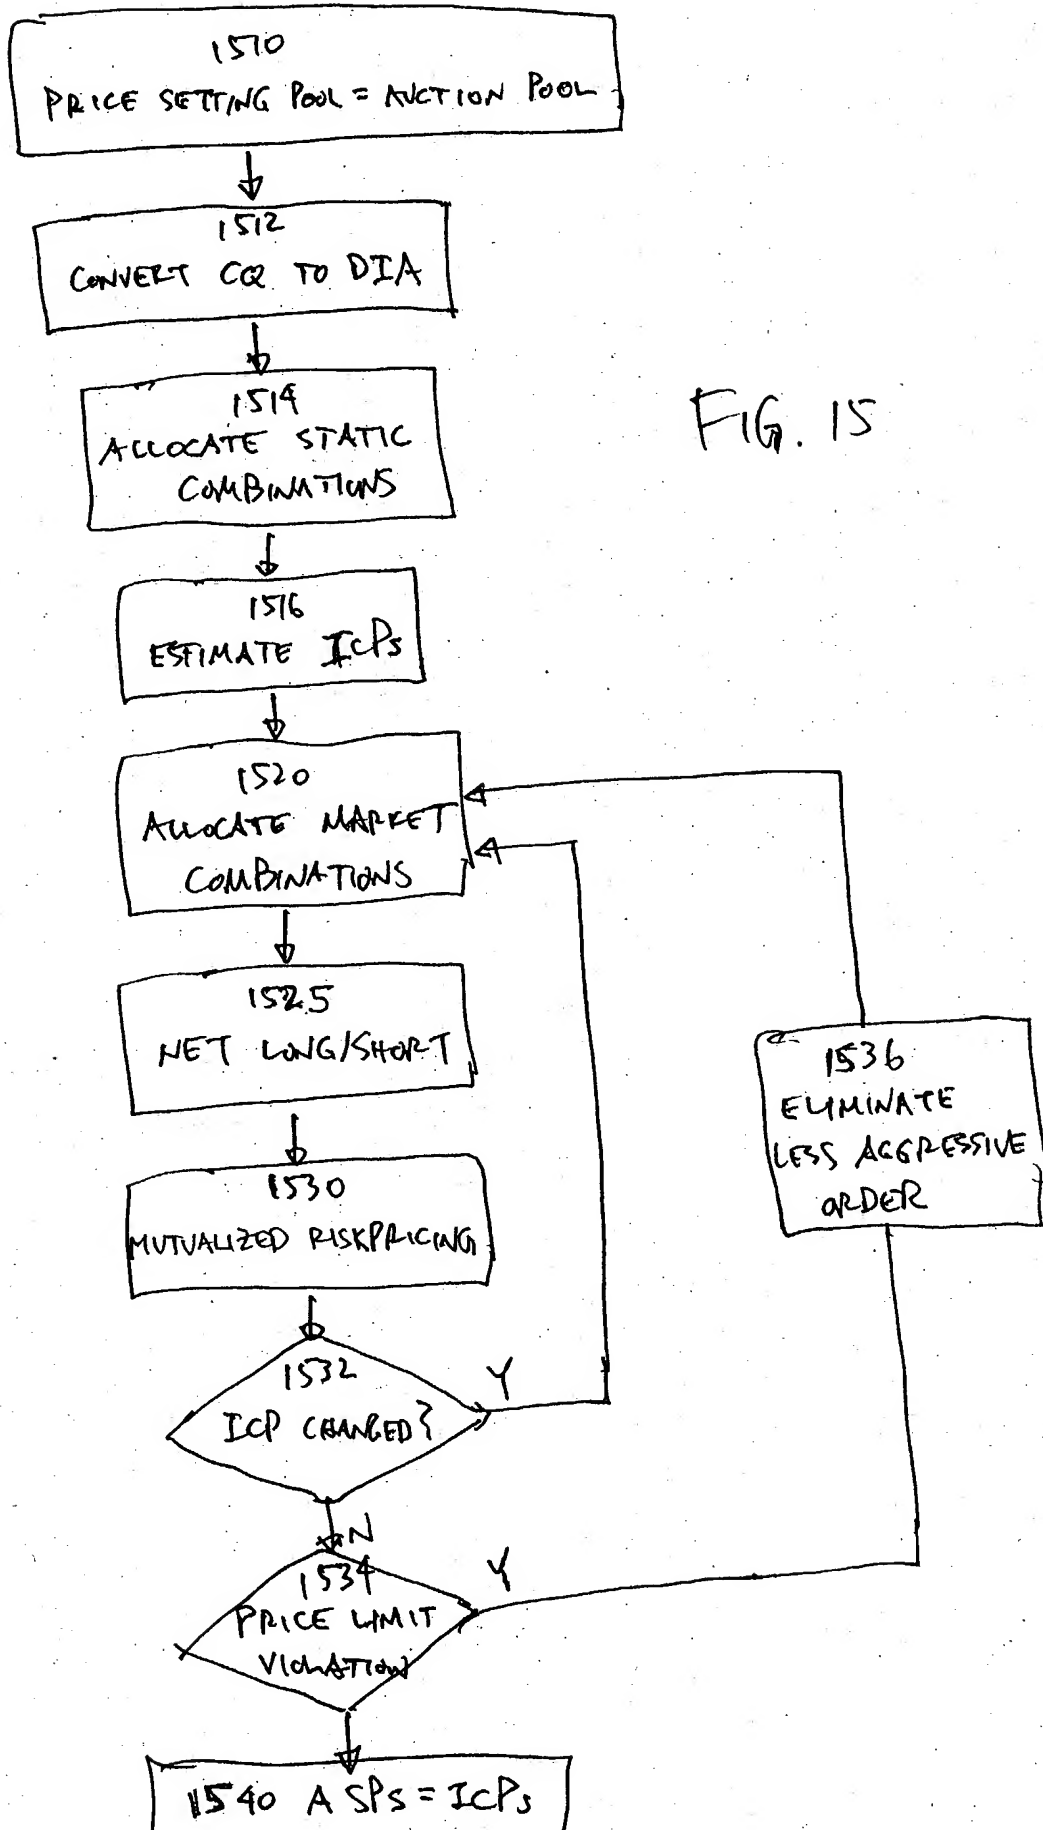 1510
PRICE SETTING POOL = AUCTION POOL
1512
CONVERT CQ TO DIA
1514
ALLOCATE STATIC
COMBINATIONS
FIG. 15
1516
ESTIMATE ICPs
1520
ALLOCATE MARKET
COMBINATIONS
1525
NET LONG/SHORT
1536
ELIMINATE
LESS AGGRESSIVE
ORDER
1530
MUTUALIZED RISK PRICING
1532
ICP CHANGED?
Y
N
1534
PRICE LIMIT
VIOLATION
Y
1540 ASPs = ICPs